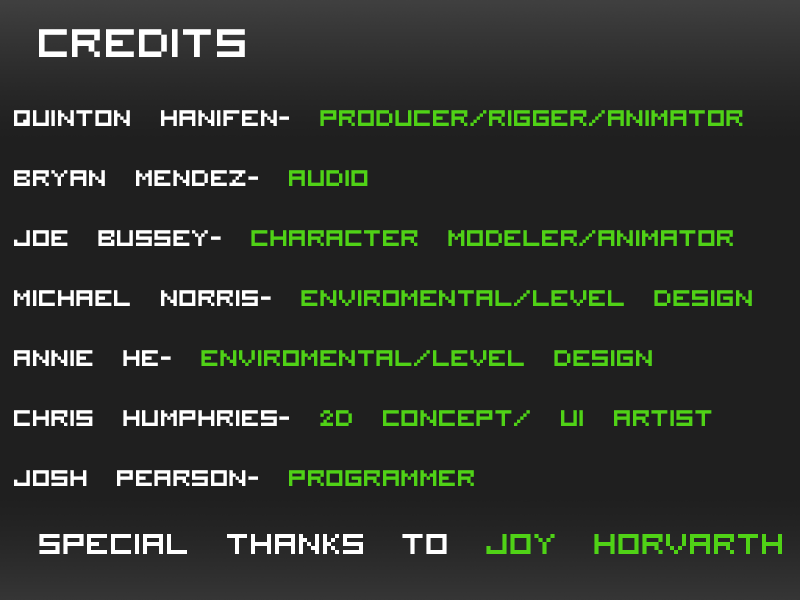 CREDITS
QUINTON HANIFEN- PRODUCER/RIGGER/ANIMATOR
BRYAN MENDEZ- AUDIO
JOE BUSSEY- CHARACTER MODELER/ANIMATOR
MICHAEL NORRIS- ENVIROMENTAL/LEVEL DESIGN
ANNIE HE- ENVIROMENTAL/LEVEL DESIGN
CHRIS HUMPHRIES- 2D CONCEPT/ UI ARTIST
JOSH PEARSON- PROGRAMMER
SPECIAL THANKS TO JOY HORVARTH